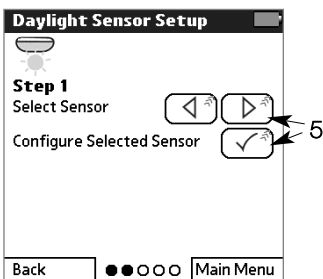 Daylight Sensor Setup
Step 1
Select Sensor
Configure Selected Sensor
5
Back
Main Menu